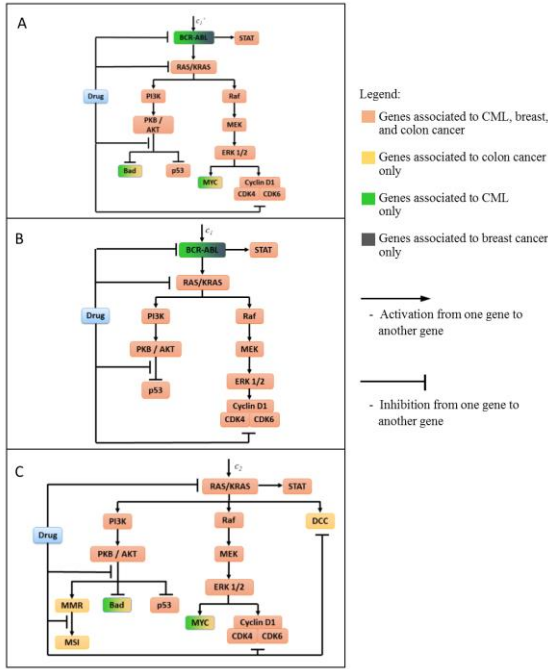 A
c₁'
BCR-ABL
STAT
RAS/KRAS
Drug
PI3K
Raf
PKB /
AKT
MEK
ERK 1/2
Bad
p53
MYC
Cyclin D1
CDK4 CDK6
B
c₁
BCR-ABL
STAT
RAS/KRAS
Drug
PI3K
Raf
PKB / AKT
MEK
p53
ERK 1/2
Cyclin D1
CDK4 CDK6
C
c₂
RAS/KRAS
STAT
Drug
PI3K
Raf
DCC
PKB / AKT
MEK
ERK 1/2
MMR
Bad
p53
MYC
Cyclin D1
CDK4 CDK6
MSI
Legend:
Genes associated to CML, breast,
and colon cancer
Genes associated to colon cancer
only
Genes associated to CML
only
Genes associated to breast cancer
only
- Activation from one gene to
another gene
- Inhibition from one gene to
another gene